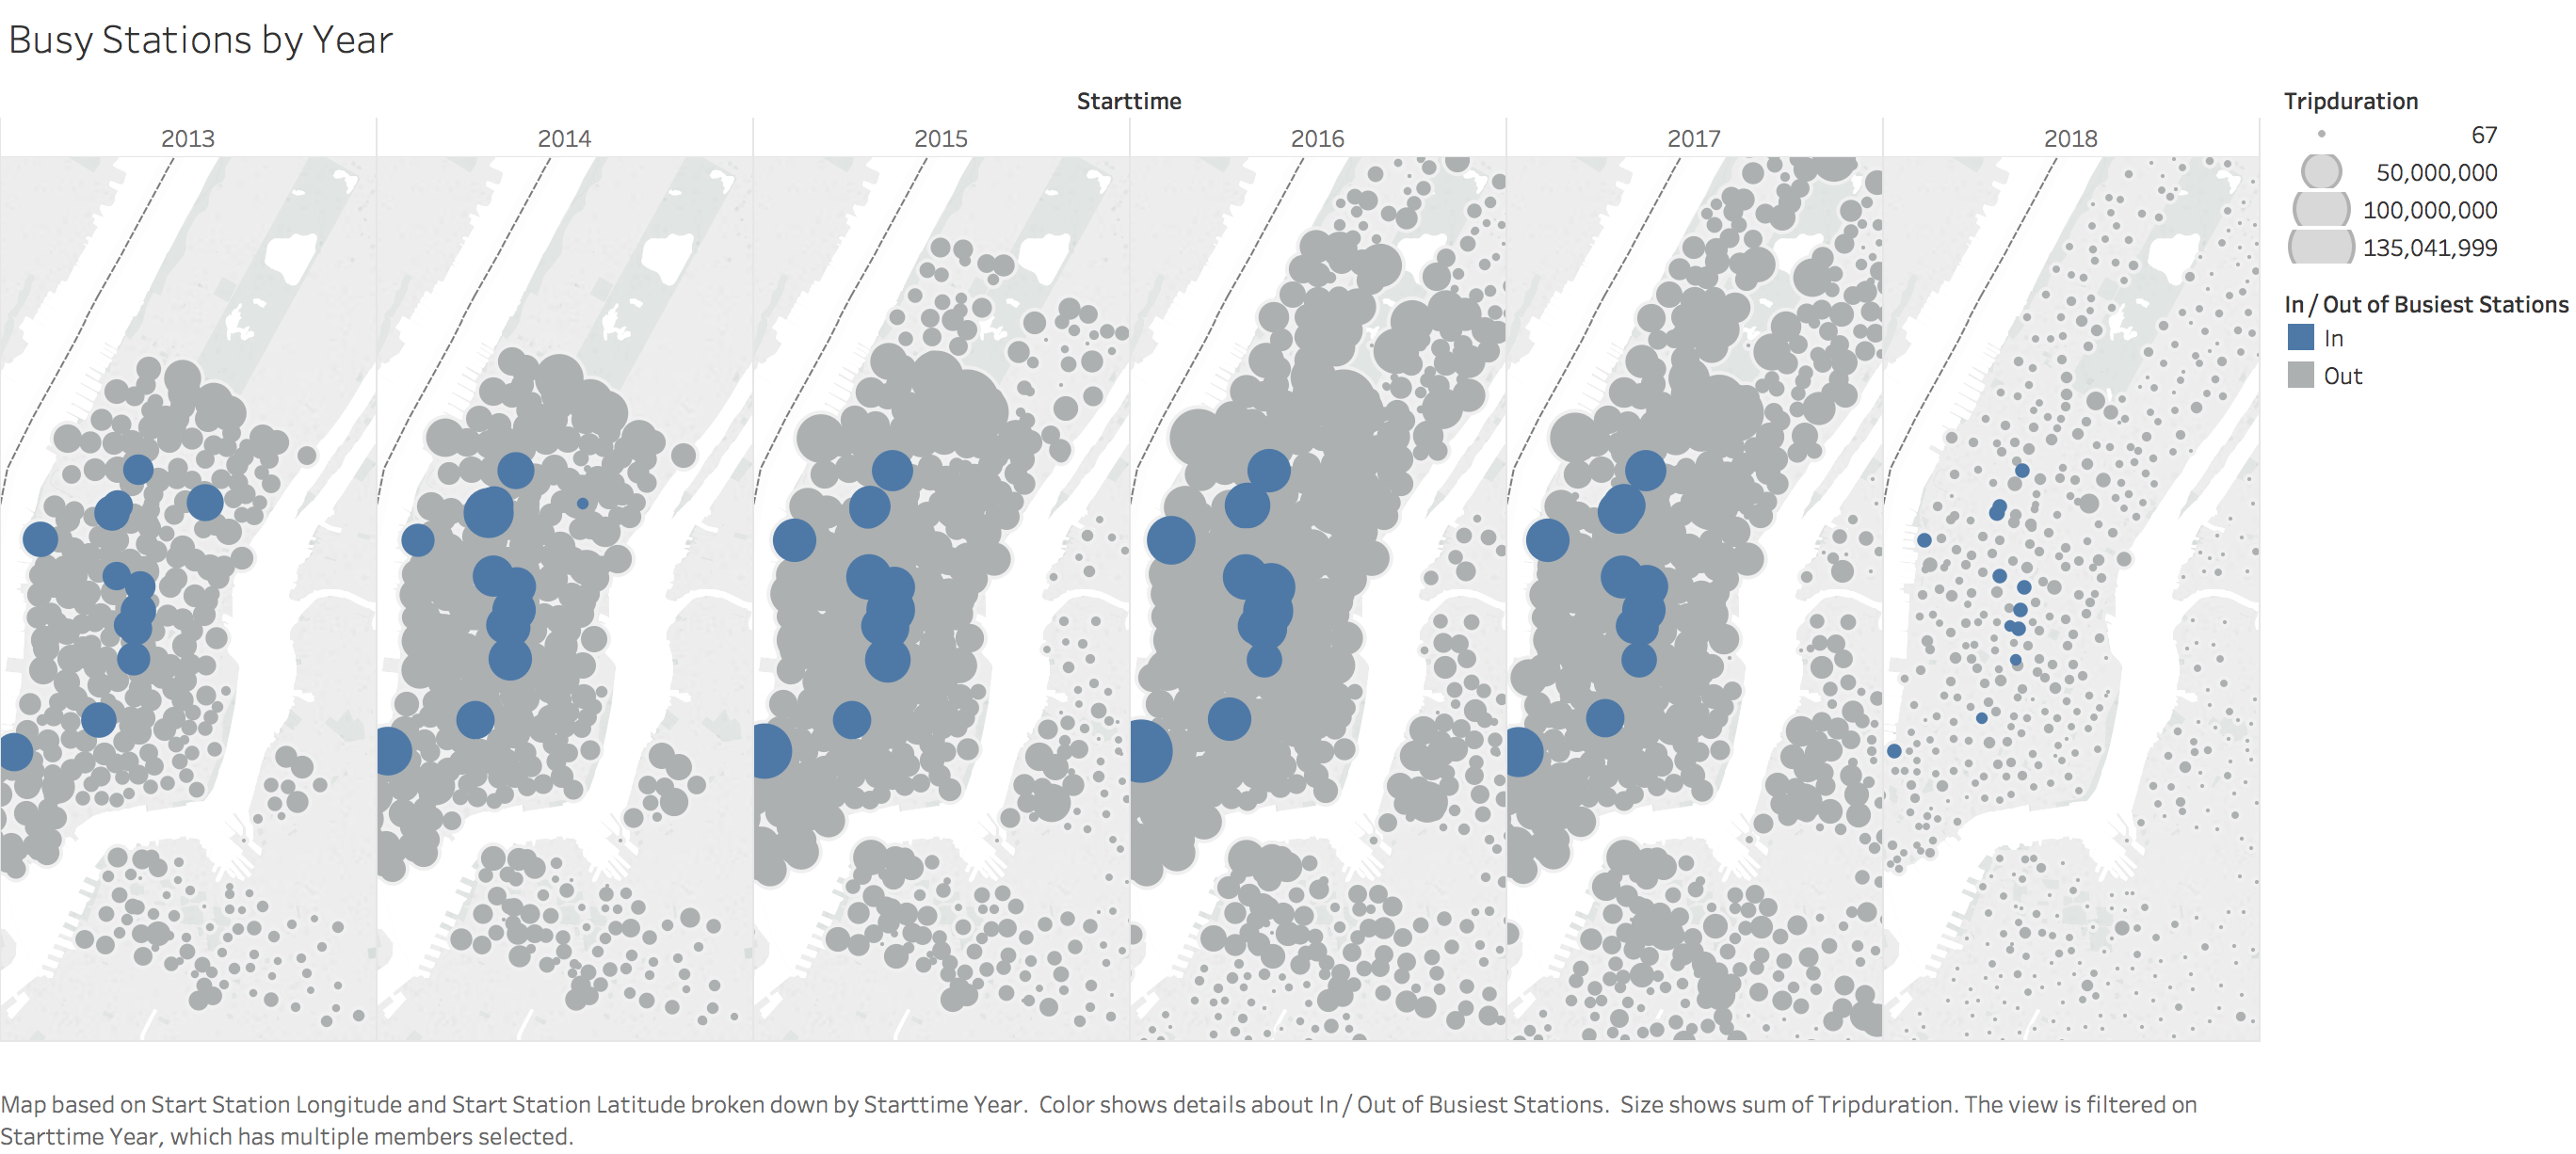 Busy Stations by Year
Starttime
2013 2014 2015 2016 2017 2018
Tripduration
67
50,000,000
100,000,000
135,041,999
In / Out of Busiest Stations
In
Out
Map based on Start Station Longitude and Start Station Latitude broken down by Starttime Year. Color shows details about In / Out of Busiest Stations. Size shows sum of Tripduration. The view is filtered on
Starttime Year, which has multiple members selected.